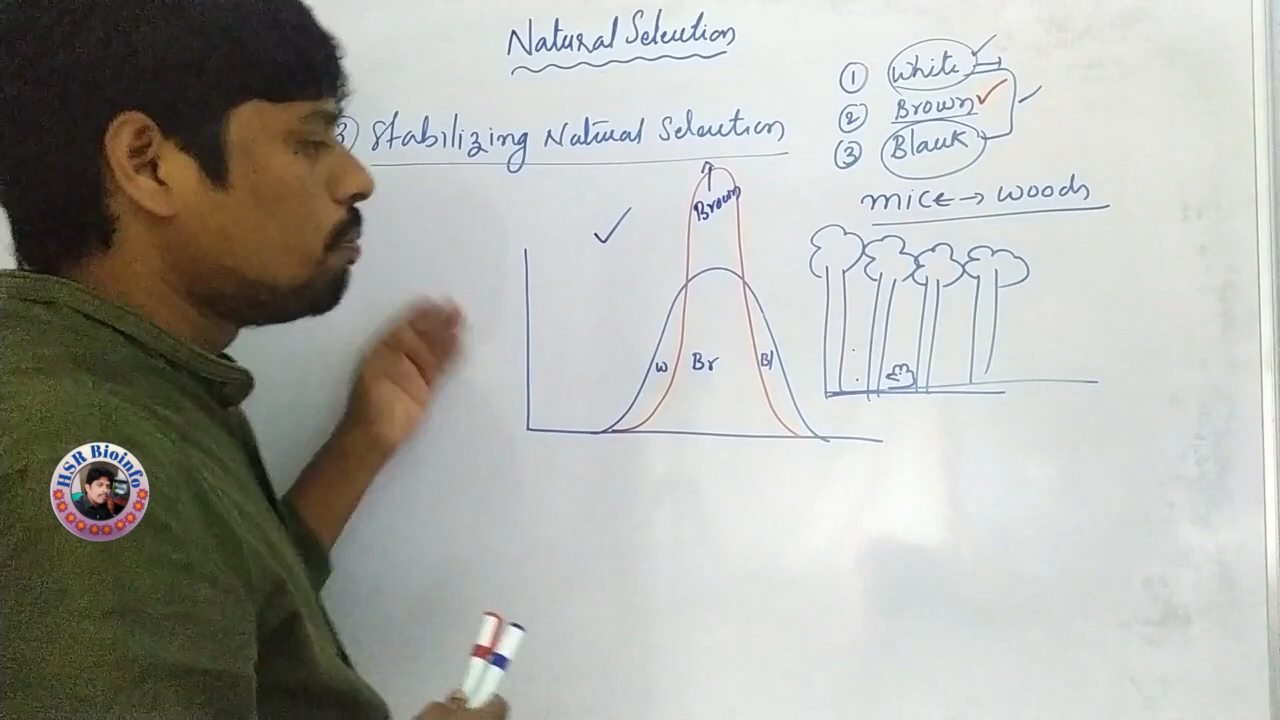 Natural Selection
3) Stabilizing Natural Selection
① White
② Brown
③ Black
mice → woods
Brown
W Br Bl
HSR Bioinfo